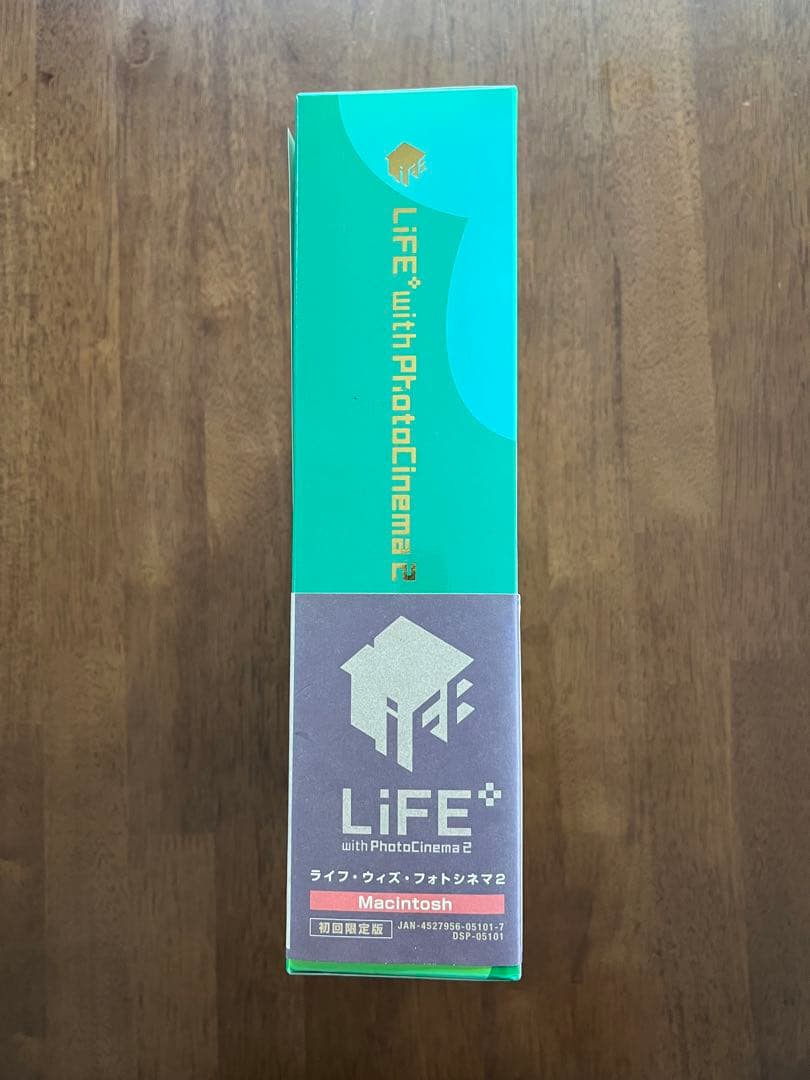 LiFE
LiFE+ with PhotoCinema 2
LiFE
LiFE+
with PhotoCinema 2
ライフ・ウィズ・フォトシネマ2
Macintosh
初回限定版 JAN-4527956-05101-7
DSP-05101